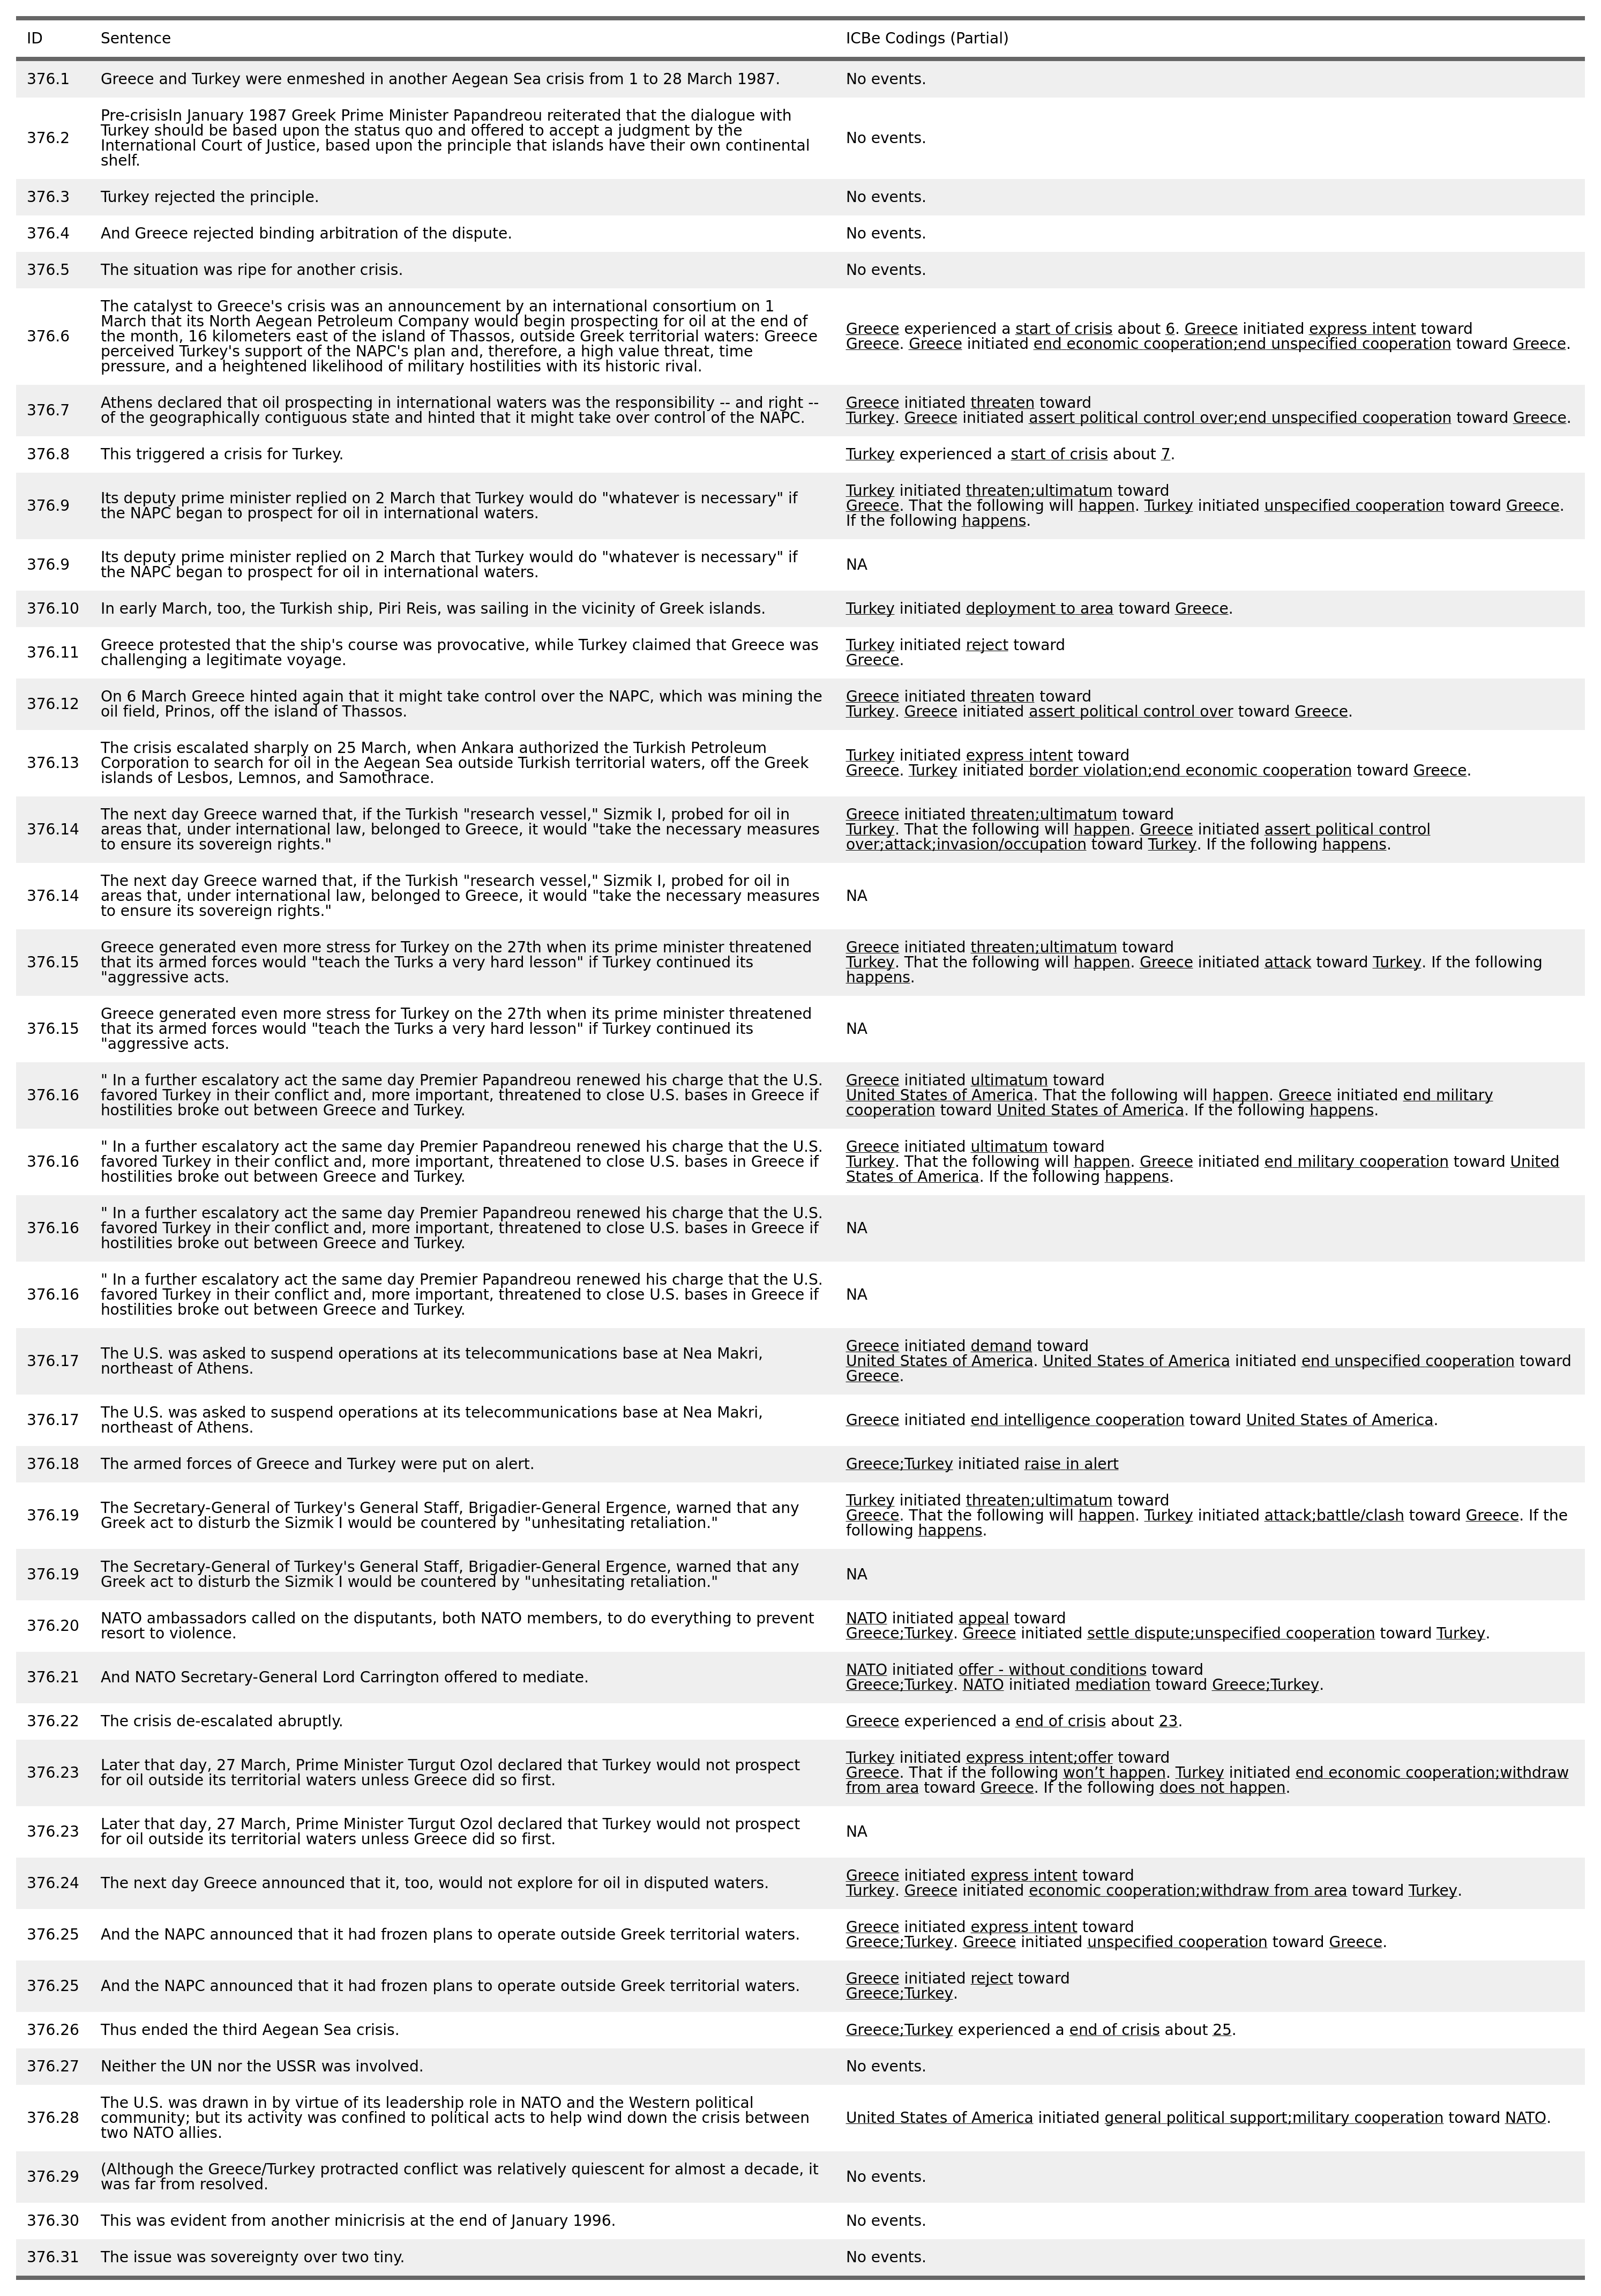 ID Sentence ICBe Codings (Partial)
376.1 Greece and Turkey were enmeshed in another Aegean Sea crisis from 1 to 28 March 1987. No events.
Pre-crisisIn January 1987 Greek Prime Minister Papandreou reiterated that the dialogue with
Turkey should be based upon the status quo and offered to accept a judgment by the
376.2 No events.
International Court of Justice, based upon the principle that islands have their own continental
shelf.
376.3 Turkey rejected the principle. No events.
376.4 And Greece rejected binding arbitration of the dispute. No events.
376.5 The situation was ripe for another crisis. No events.
376.6
The catalyst to Greece's crisis was an announcement by an international consortium on 1
March that its North Aegean Petroleum Company would begin prospecting for oil at the end of
the month, 16 kilometers east of the island of Thassos, outside Greek territorial waters: Greece
perceived Turkey's support of the NAPC's plan and, therefore, a high value threat, time
pressure, and a heightened likelihood of military hostilities with its historic rival.
Greece experienced a start of crisis about 6. Greece initiated express intent toward
Greece. Greece initiated end economic cooperation;end unspecified cooperation toward Greece.
376.7
Athens declared that oil prospecting in international waters was the responsibility -- and right --
of the geographically contiguous state and hinted that it might take over control of the NAPC.
Greece initiated threaten toward
Turkey. Greece initiated assert political control over;end unspecified cooperation toward Greece.
376.8 This triggered a crisis for Turkey. Turkey experienced a start of crisis about 7.
376.9
Its deputy prime minister replied on 2 March that Turkey would do "whatever is necessary" if
the NAPC began to prospect for oil in international waters.
Turkey initiated threaten;ultimatum toward
Greece. That the following will happen. Turkey initiated unspecified cooperation toward Greece.
If the following happens.
376.9
Its deputy prime minister replied on 2 March that Turkey would do "whatever is necessary" if
the NAPC began to prospect for oil in international waters.
NA
376.10 In early March, too, the Turkish ship, Piri Reis, was sailing in the vicinity of Greek islands. Turkey initiated deployment to area toward Greece.
376.11
Greece protested that the ship's course was provocative, while Turkey claimed that Greece was
challenging a legitimate voyage.
Turkey initiated reject toward
Greece.
376.12
On 6 March Greece hinted again that it might take control over the NAPC, which was mining the
oil field, Prinos, off the island of Thassos.
Greece initiated threaten toward
Turkey. Greece initiated assert political control over toward Greece.
376.13
The crisis escalated sharply on 25 March, when Ankara authorized the Turkish Petroleum
Corporation to search for oil in the Aegean Sea outside Turkish territorial waters, off the Greek
islands of Lesbos, Lemnos, and Samothrace.
Turkey initiated express intent toward
Greece. Turkey initiated border violation;end economic cooperation toward Greece.
376.14
The next day Greece warned that, if the Turkish "research vessel," Sizmik I, probed for oil in
areas that, under international law, belonged to Greece, it would "take the necessary measures
to ensure its sovereign rights."
Greece initiated threaten;ultimatum toward
Turkey. That the following will happen. Greece initiated assert political control
over;attack;invasion/occupation toward Turkey. If the following happens.
376.14
The next day Greece warned that, if the Turkish "research vessel," Sizmik I, probed for oil in
areas that, under international law, belonged to Greece, it would "take the necessary measures
to ensure its sovereign rights."
NA
376.15
Greece generated even more stress for Turkey on the 27th when its prime minister threatened
that its armed forces would "teach the Turks a very hard lesson" if Turkey continued its
"aggressive acts.
Greece initiated threaten;ultimatum toward
Turkey. That the following will happen. Greece initiated attack toward Turkey. If the following
happens.
376.15
Greece generated even more stress for Turkey on the 27th when its prime minister threatened
that its armed forces would "teach the Turks a very hard lesson" if Turkey continued its
"aggressive acts.
NA
376.16
" In a further escalatory act the same day Premier Papandreou renewed his charge that the U.S.
favored Turkey in their conflict and, more important, threatened to close U.S. bases in Greece if
hostilities broke out between Greece and Turkey.
Greece initiated ultimatum toward
United States of America. That the following will happen. Greece initiated end military
cooperation toward United States of America. If the following happens.
376.16
" In a further escalatory act the same day Premier Papandreou renewed his charge that the U.S.
favored Turkey in their conflict and, more important, threatened to close U.S. bases in Greece if
hostilities broke out between Greece and Turkey.
Greece initiated ultimatum toward
Turkey. That the following will happen. Greece initiated end military cooperation toward United
States of America. If the following happens.
376.16
" In a further escalatory act the same day Premier Papandreou renewed his charge that the U.S.
favored Turkey in their conflict and, more important, threatened to close U.S. bases in Greece if
hostilities broke out between Greece and Turkey.
NA
376.16
" In a further escalatory act the same day Premier Papandreou renewed his charge that the U.S.
favored Turkey in their conflict and, more important, threatened to close U.S. bases in Greece if
hostilities broke out between Greece and Turkey.
NA
376.17
The U.S. was asked to suspend operations at its telecommunications base at Nea Makri,
northeast of Athens.
Greece initiated demand toward
United States of America. United States of America initiated end unspecified cooperation toward
Greece.
376.17
The U.S. was asked to suspend operations at its telecommunications base at Nea Makri,
northeast of Athens.
Greece initiated end intelligence cooperation toward United States of America.
376.18 The armed forces of Greece and Turkey were put on alert. Greece;Turkey initiated raise in alert
376.19
The Secretary-General of Turkey's General Staff, Brigadier-General Ergence, warned that any
Greek act to disturb the Sizmik I would be countered by "unhesitating retaliation."
Turkey initiated threaten;ultimatum toward
Greece. That the following will happen. Turkey initiated attack;battle/clash toward Greece. If the
following happens.
376.19
The Secretary-General of Turkey's General Staff, Brigadier-General Ergence, warned that any
Greek act to disturb the Sizmik I would be countered by "unhesitating retaliation."
NA
376.20
NATO ambassadors called on the disputants, both NATO members, to do everything to prevent
resort to violence.
NATO initiated appeal toward
Greece;Turkey. Greece initiated settle dispute;unspecified cooperation toward Turkey.
376.21 And NATO Secretary-General Lord Carrington offered to mediate.
NATO initiated offer - without conditions toward
Greece;Turkey. NATO initiated mediation toward Greece;Turkey.
376.22 The crisis de-escalated abruptly. Greece experienced a end of crisis about 23.
376.23
Later that day, 27 March, Prime Minister Turgut Ozol declared that Turkey would not prospect
for oil outside its territorial waters unless Greece did so first.
Turkey initiated express intent;offer toward
Greece. That if the following won’t happen. Turkey initiated end economic cooperation;withdraw
from area toward Greece. If the following does not happen.
376.23
Later that day, 27 March, Prime Minister Turgut Ozol declared that Turkey would not prospect
for oil outside its territorial waters unless Greece did so first.
NA
376.24 The next day Greece announced that it, too, would not explore for oil in disputed waters.
Greece initiated express intent toward
Turkey. Greece initiated economic cooperation;withdraw from area toward Turkey.
376.25 And the NAPC announced that it had frozen plans to operate outside Greek territorial waters.
Greece initiated express intent toward
Greece;Turkey. Greece initiated unspecified cooperation toward Greece.
376.25 And the NAPC announced that it had frozen plans to operate outside Greek territorial waters.
Greece initiated reject toward
Greece;Turkey.
376.26 Thus ended the third Aegean Sea crisis. Greece;Turkey experienced a end of crisis about 25.
376.27 Neither the UN nor the USSR was involved. No events.
376.28
The U.S. was drawn in by virtue of its leadership role in NATO and the Western political
community; but its activity was confined to political acts to help wind down the crisis between
two NATO allies.
United States of America initiated general political support;military cooperation toward NATO.
376.29
(Although the Greece/Turkey protracted conflict was relatively quiescent for almost a decade, it
was far from resolved.
No events.
376.30 This was evident from another minicrisis at the end of January 1996. No events.
376.31 The issue was sovereignty over two tiny. No events.